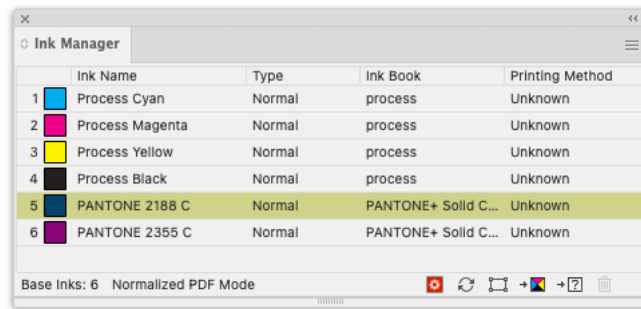 Ink Manager
Ink Name Type Ink Book Printing Method
1 Process Cyan Normal process Unknown
2 Process Magenta Normal process Unknown
3 Process Yellow Normal process Unknown
4 Process Black Normal process Unknown
5 PANTONE 2188 C Normal PANTONE+ Solid C... Unknown
6 PANTONE 2355 C Normal PANTONE+ Solid C... Unknown
Base Inks: 6 Normalized PDF Mode ?